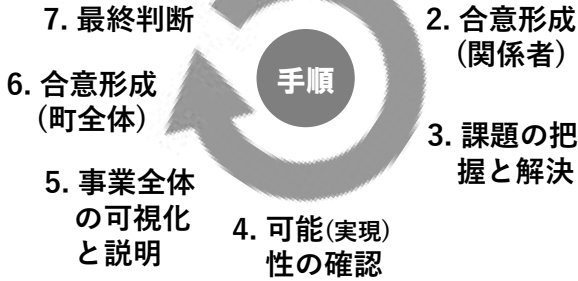 7. 最終判断
2. 合意形成
(関係者)
手順
6. 合意形成
(町全体)
3. 課題の把
握と解決
5. 事業全体
の可視化
と説明
4. 可能(実現)
性の確認